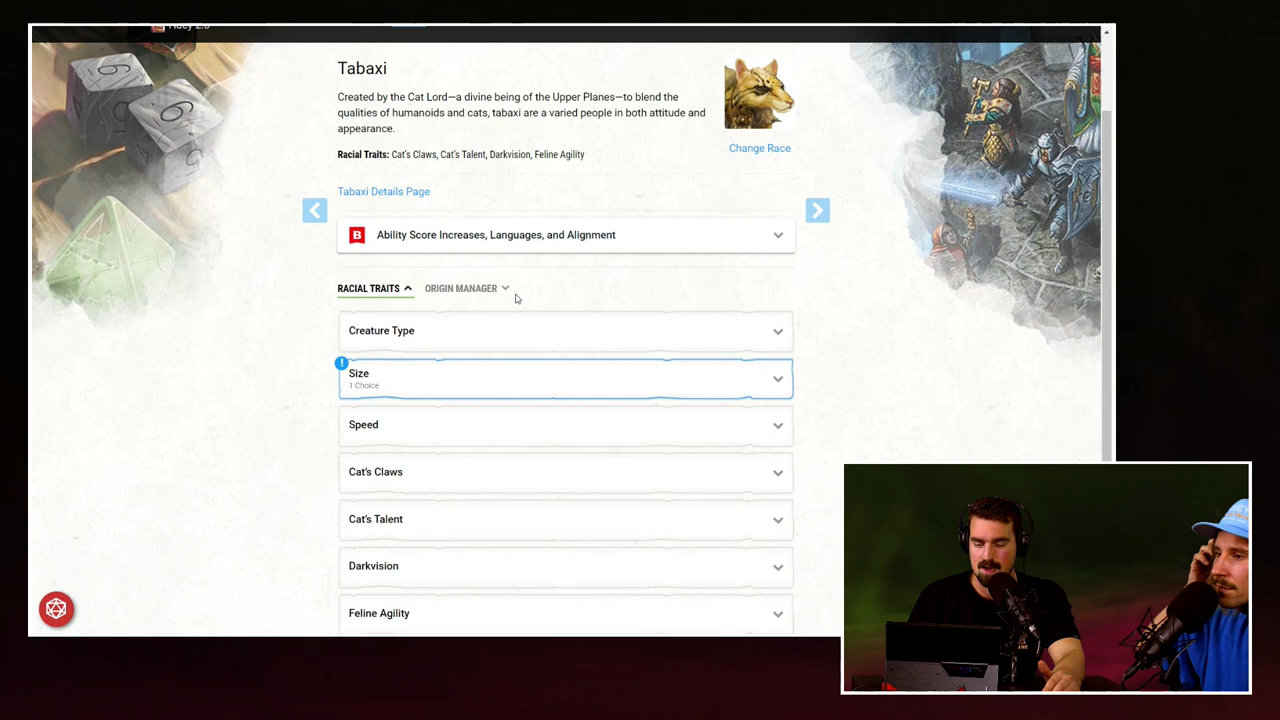 Tabaxi
Created by the Cat Lord—a divine being of the Upper Planes—to blend the
qualities of humanoids and cats, tabaxi are a varied people in both attitude and
appearance.
Racial Traits: Cat's Claws, Cat's Talent, Darkvision, Feline Agility
Change Race
Tabaxi Details Page
B
Ability Score Increases, Languages, and Alignment
RACIAL TRAITS
ORIGIN MANAGER
Creature Type
!
Size
1 Choice
Speed
Cat's Claws
Cat's Talent
Darkvision
Feline Agility